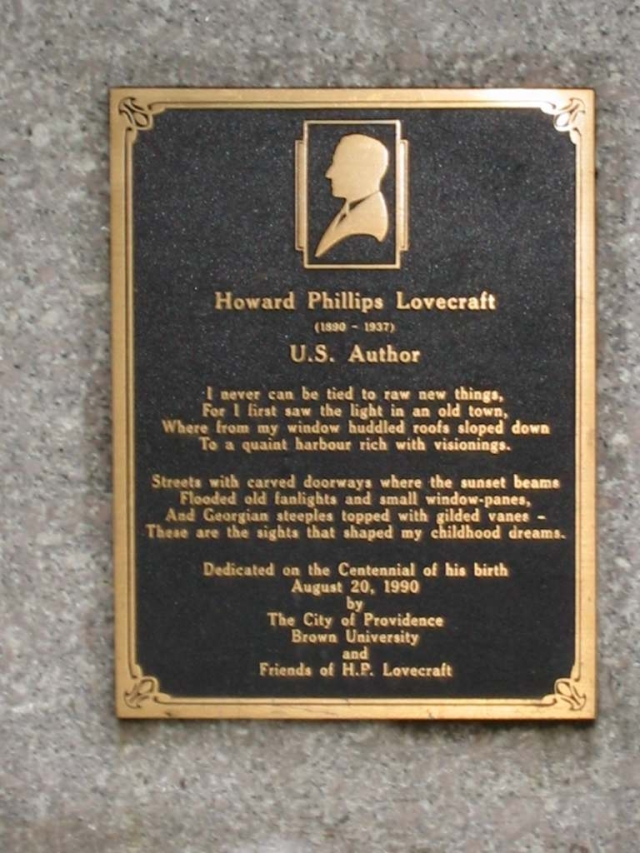 Howard Phillips Lovecraft
(1890 - 1937)
U.S. Author
I never can be tied to raw new things,
For I first saw the light in an old town,
Where from my window huddled roofs sloped down
To a quaint harbour rich with visionings.
Streets with carved doorways where the sunset beams
Flooded old fanlights and small window-panes,
And Georgian steeples topped with gilded vanes -
These are the sights that shaped my childhood dreams.
Dedicated on the Centennial of his birth
August 20, 1990
by
The City of Providence
Brown University
and
Friends of H.P. Lovecraft